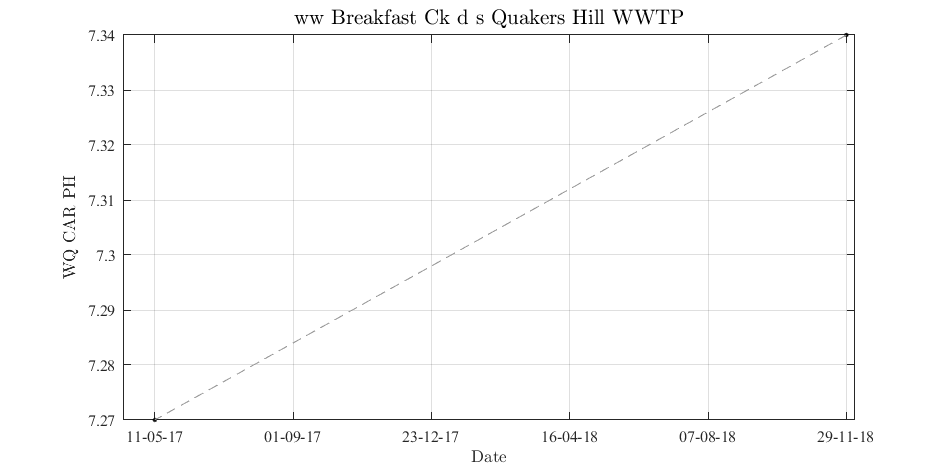 ww Breakfast Ck d s Quakers Hill WWTP
7.34
7.33
7.32
7.31
7.3
7.29
7.28
7.27
WQ CAR PH
11-05-17 01-09-17 23-12-17 16-04-18 07-08-18 29-11-18
Date